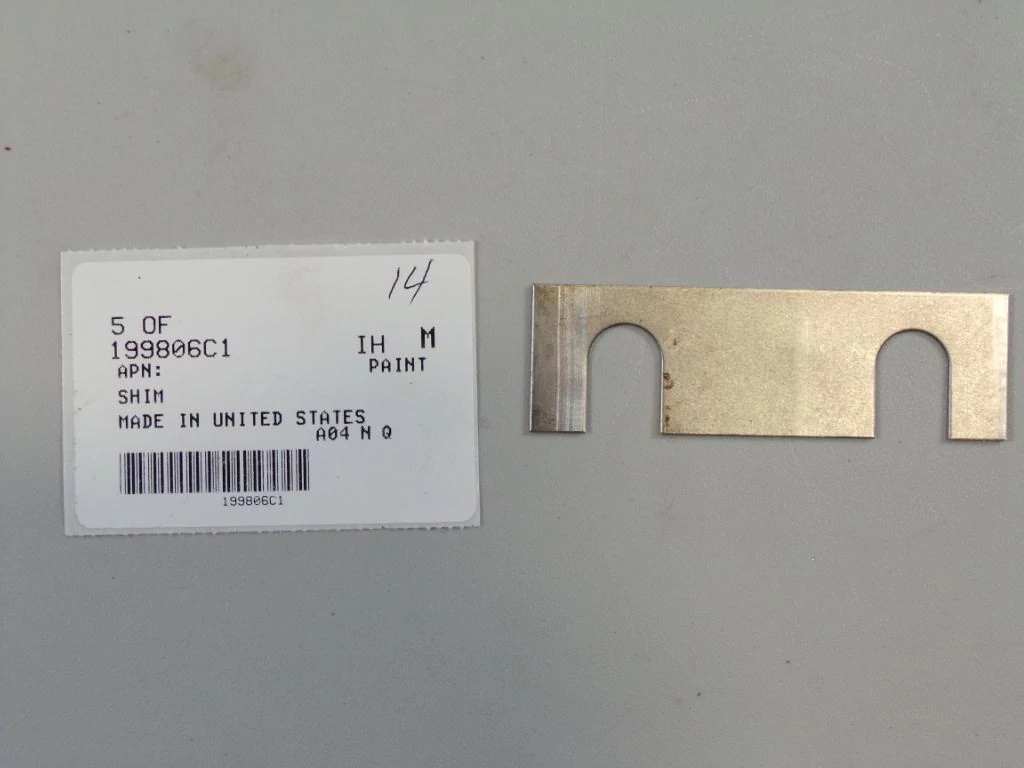 14
5 OF
199806C1
IH M
APN:
PAINT
SHIM
MADE IN UNITED STATES
A04 N Q
199806C1